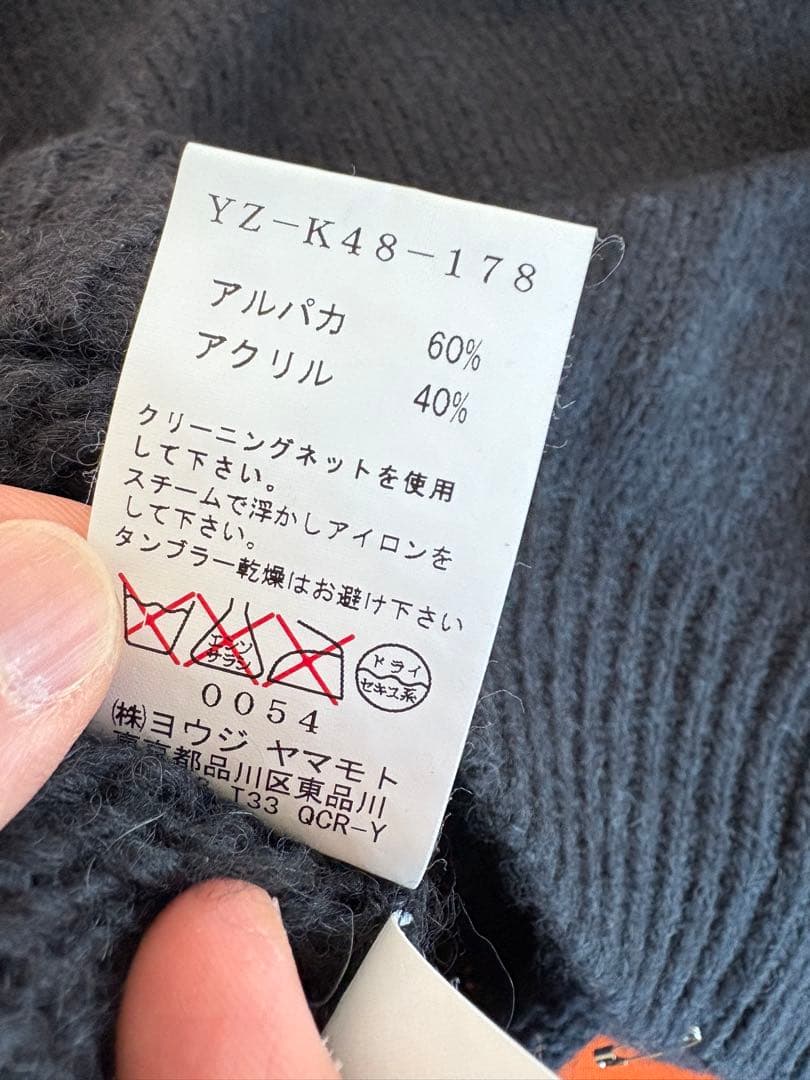 YZ-K48-178
アルパカ 60%
アクリル 40%
クリーニングネットを使用
して下さい。
スチームで浮かしアイロンを
して下さい。
タンブラー乾燥はお避け下さい
エンソ
サラシ
ドライ
セキユ系
0054
(株)ヨウジ ヤマモト
東京都品川区東品川
T33 QCR-Y